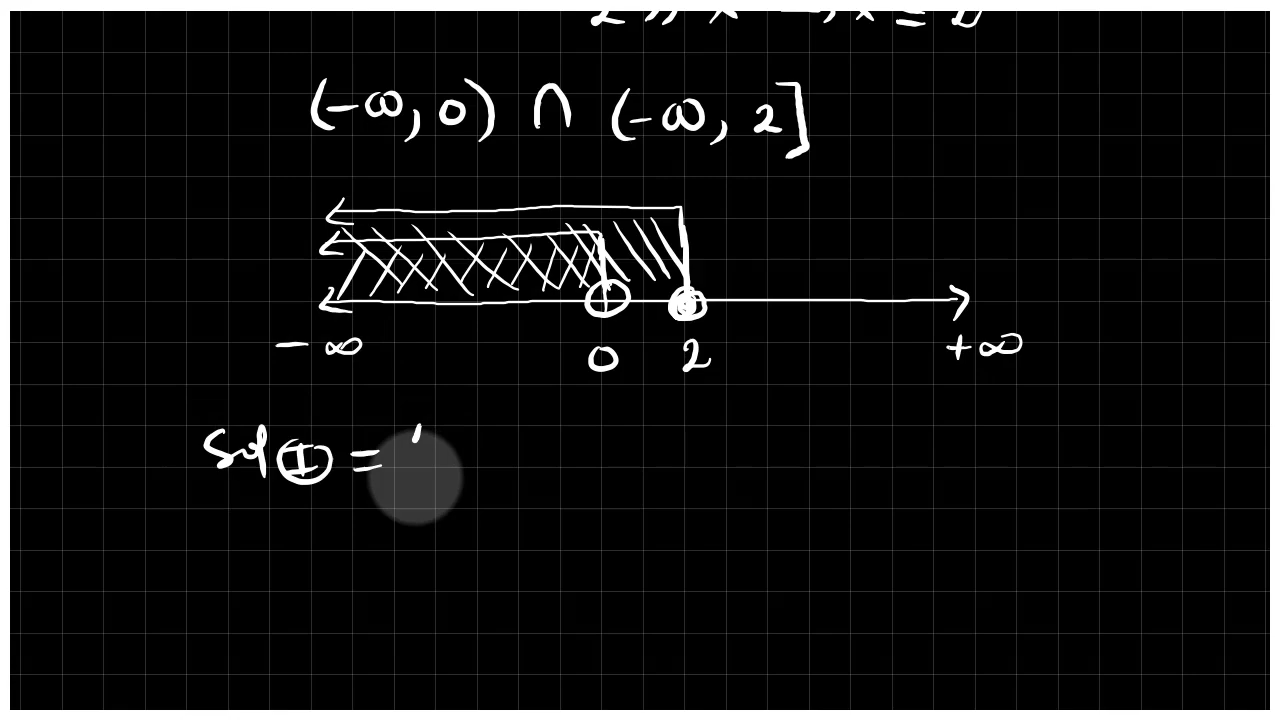 (-∞, 0) ∩ (-∞, 2]
-∞ 0 2 +∞
Sol Ⓘ =